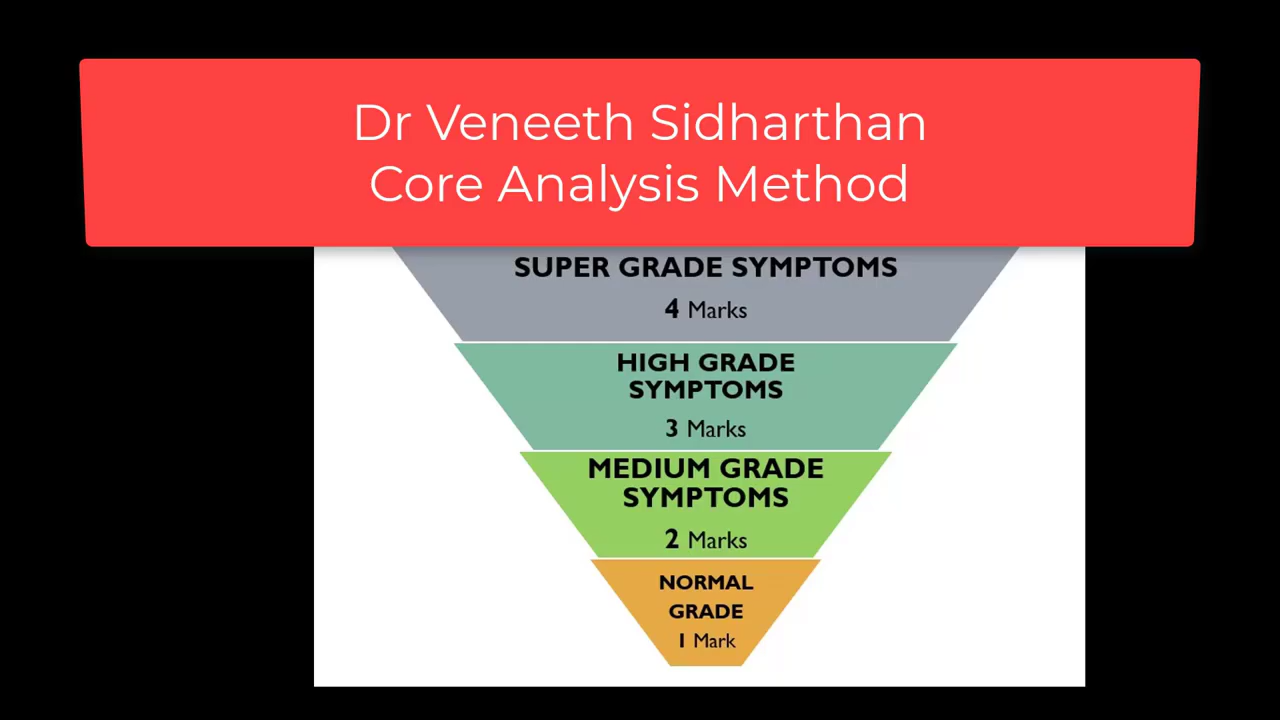 Dr Veneeth Sidharthan
Core Analysis Method
SUPER GRADE SYMPTOMS
4 Marks
HIGH GRADE
SYMPTOMS
3 Marks
MEDIUM GRADE
SYMPTOMS
2 Marks
NORMAL
GRADE
1 Mark